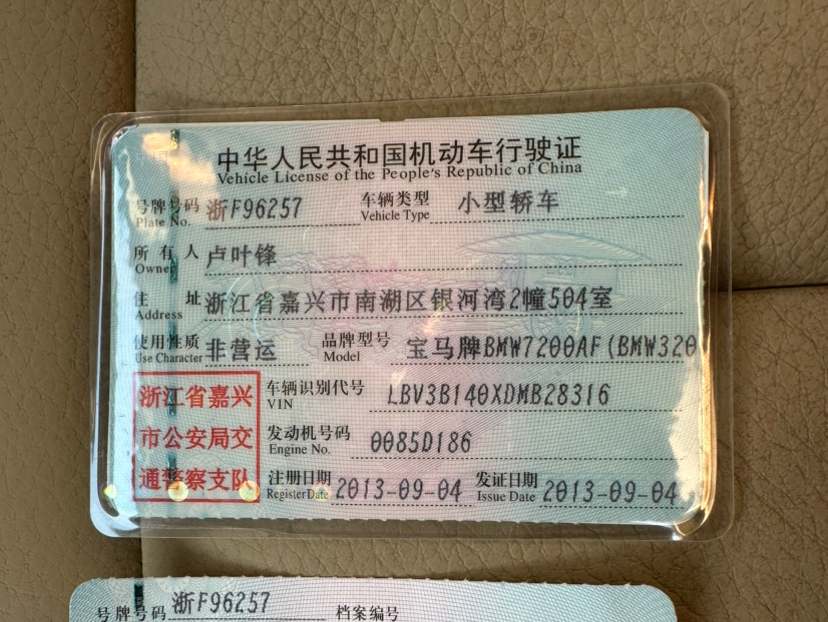 中华人民共和国机动车行驶证
Vehicle License of the People's Republic of China
号牌号码 浙F96257 车辆类型 小型轿车
Plate No. Vehicle Type
所有人 卢叶锋
Owner
住址 浙江省嘉兴市南湖区银河湾2幢504室
Address
使用性质 非营运 品牌型号 宝马牌BMW7200AF(BMW320
Use Character Model
浙江省嘉兴
市公安局交
通警察支队
车辆识别代号 LBV3B140XDMB28316
VIN
发动机号码 0085D186
Engine No.
注册日期 2013-09-04 发证日期 2013-09-04
Register Date Issue Date
号牌号码 浙F96257 档案编号